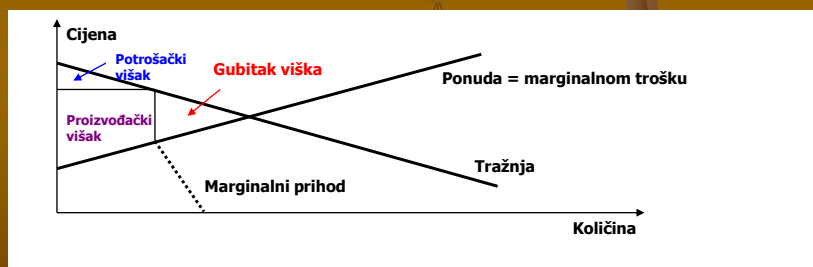 Cijena
Potrošački
višak
Gubitak viška
Ponuda = marginalnom trošku
Proizvođački
višak
Tražnja
Marginalni prihod
Količina